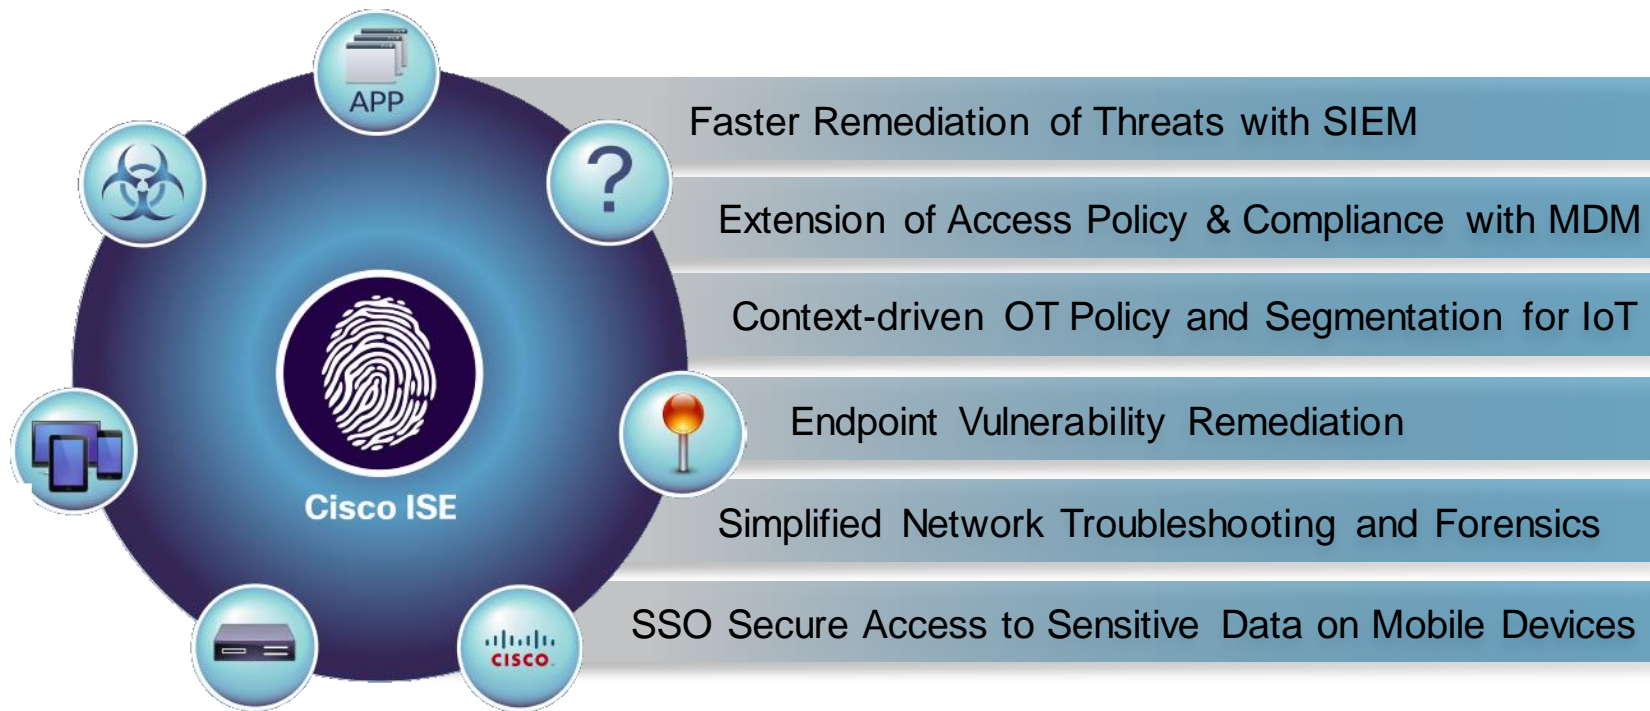 APP
?
Faster Remediation of Threats with SIEM
Extension of Access Policy & Compliance with MDM
Context-driven OT Policy and Segmentation for IoT
Endpoint Vulnerability Remediation
Cisco ISE
Simplified Network Troubleshooting and Forensics
SSO Secure Access to Sensitive Data on Mobile Devices
CISCO